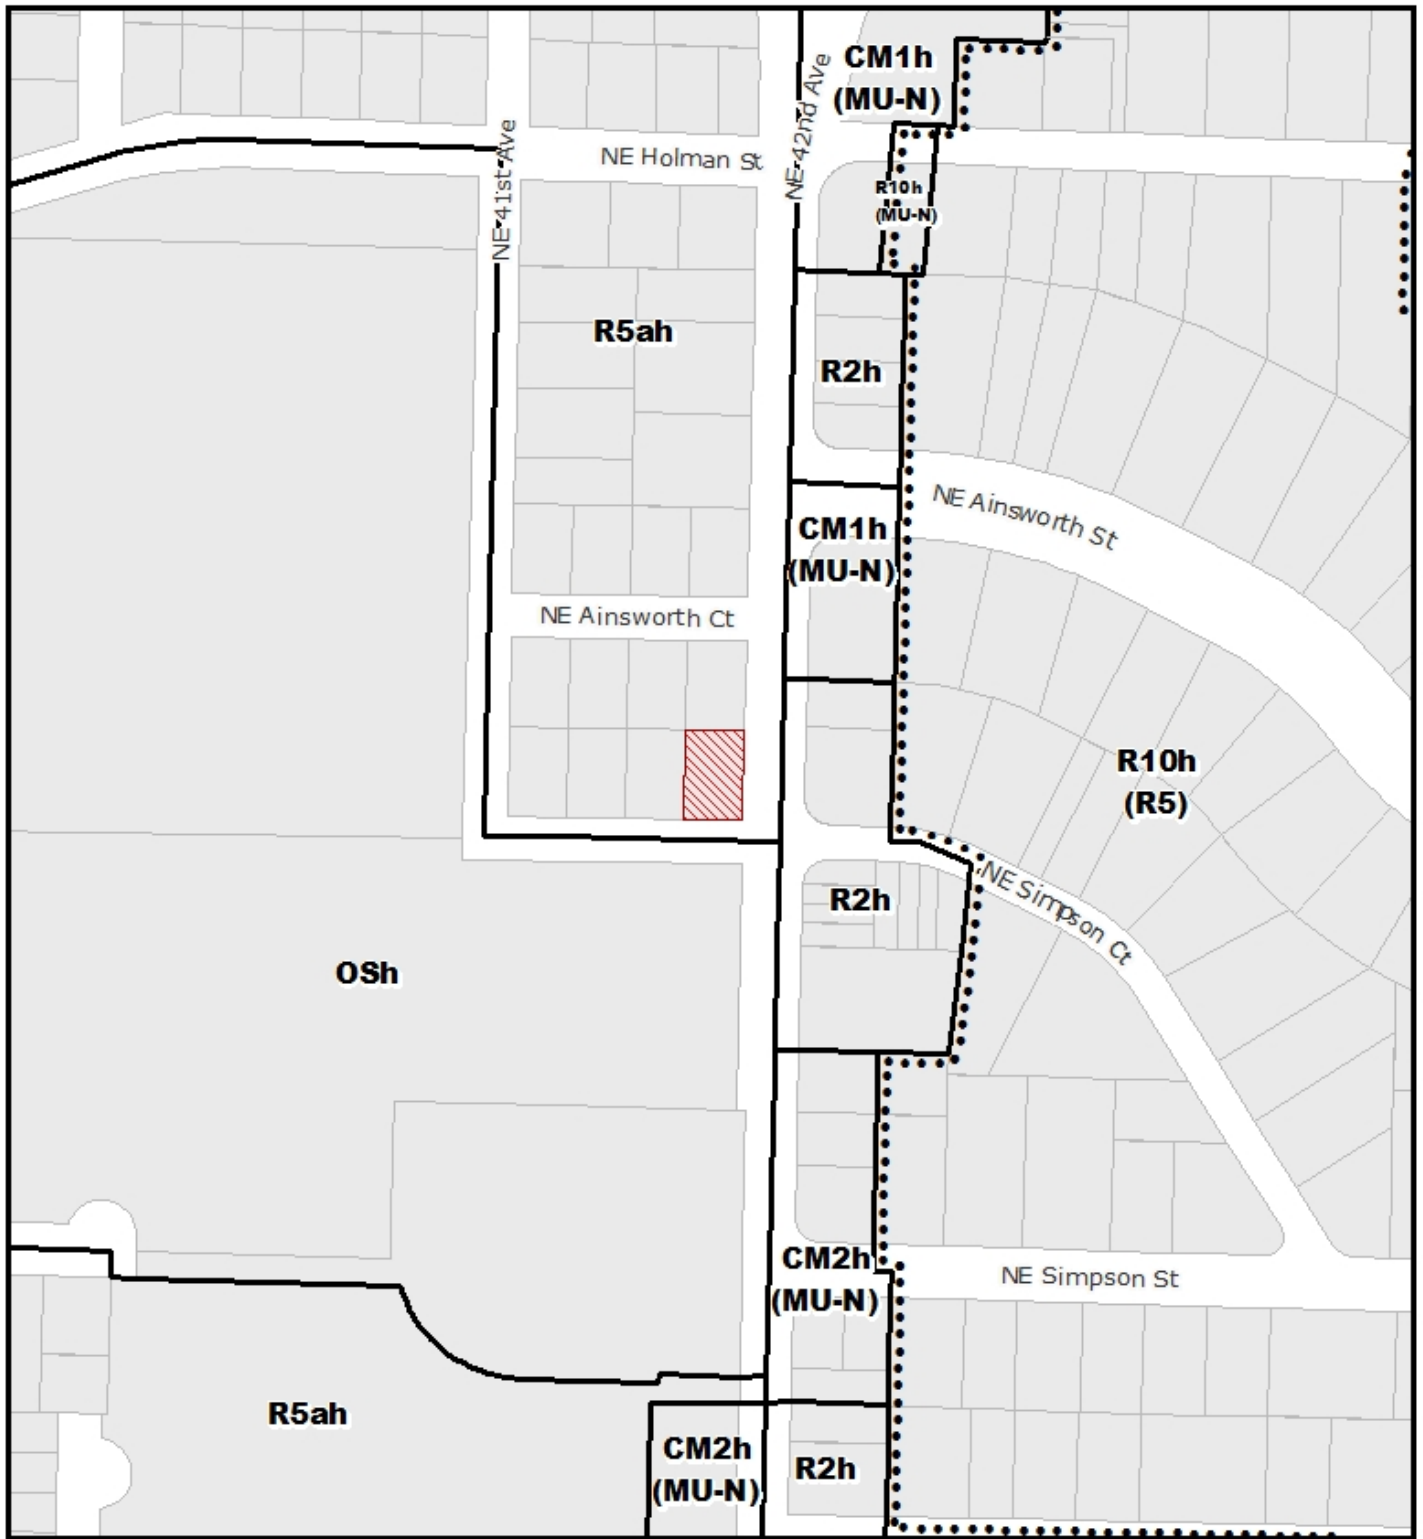 CM1h
(MU-N)
NE 42nd Ave
NE 41st Ave
NE Holman St
R10h
(MU-N)
R5ah
R2h
NE Ainsworth St
CM1h
(MU-N)
NE Ainsworth Ct
R10h
(R5)
NE Simpson Ct
R2h
OSh
CM2h
(MU-N)
NE Simpson St
R5ah
CM2h
(MU-N)
R2h